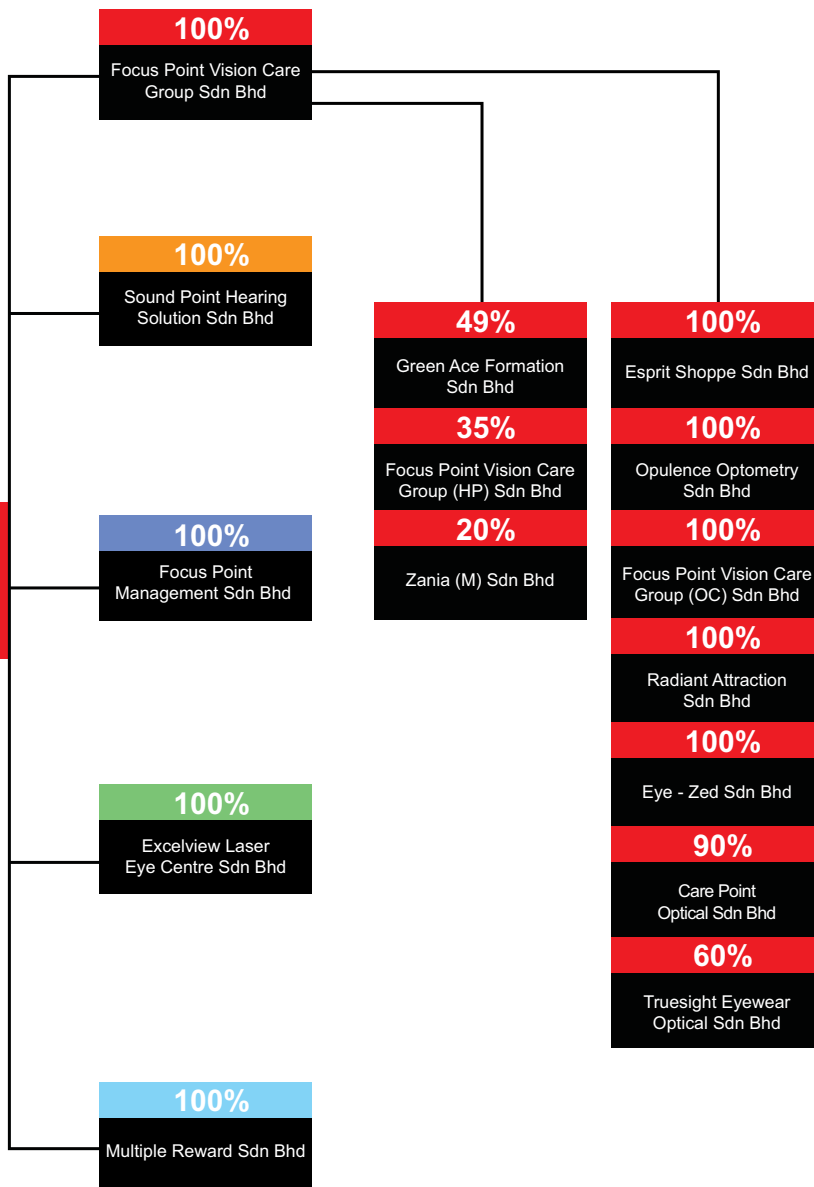 100%
Focus Point Vision Care
Group Sdn Bhd
100%
Sound Point Hearing
Solution Sdn Bhd
100%
Focus Point
Management Sdn Bhd
100%
Excelview Laser
Eye Centre Sdn Bhd
100%
Multiple Reward Sdn Bhd
49%
Green Ace Formation
Sdn Bhd
35%
Focus Point Vision Care
Group (HP) Sdn Bhd
20%
Zania (M) Sdn Bhd
100%
Esprit Shoppe Sdn Bhd
100%
Opulence Optometry
Sdn Bhd
100%
Focus Point Vision Care
Group (OC) Sdn Bhd
100%
Radiant Attraction
Sdn Bhd
100%
Eye - Zed Sdn Bhd
90%
Care Point
Optical Sdn Bhd
60%
Truesight Eyewear
Optical Sdn Bhd